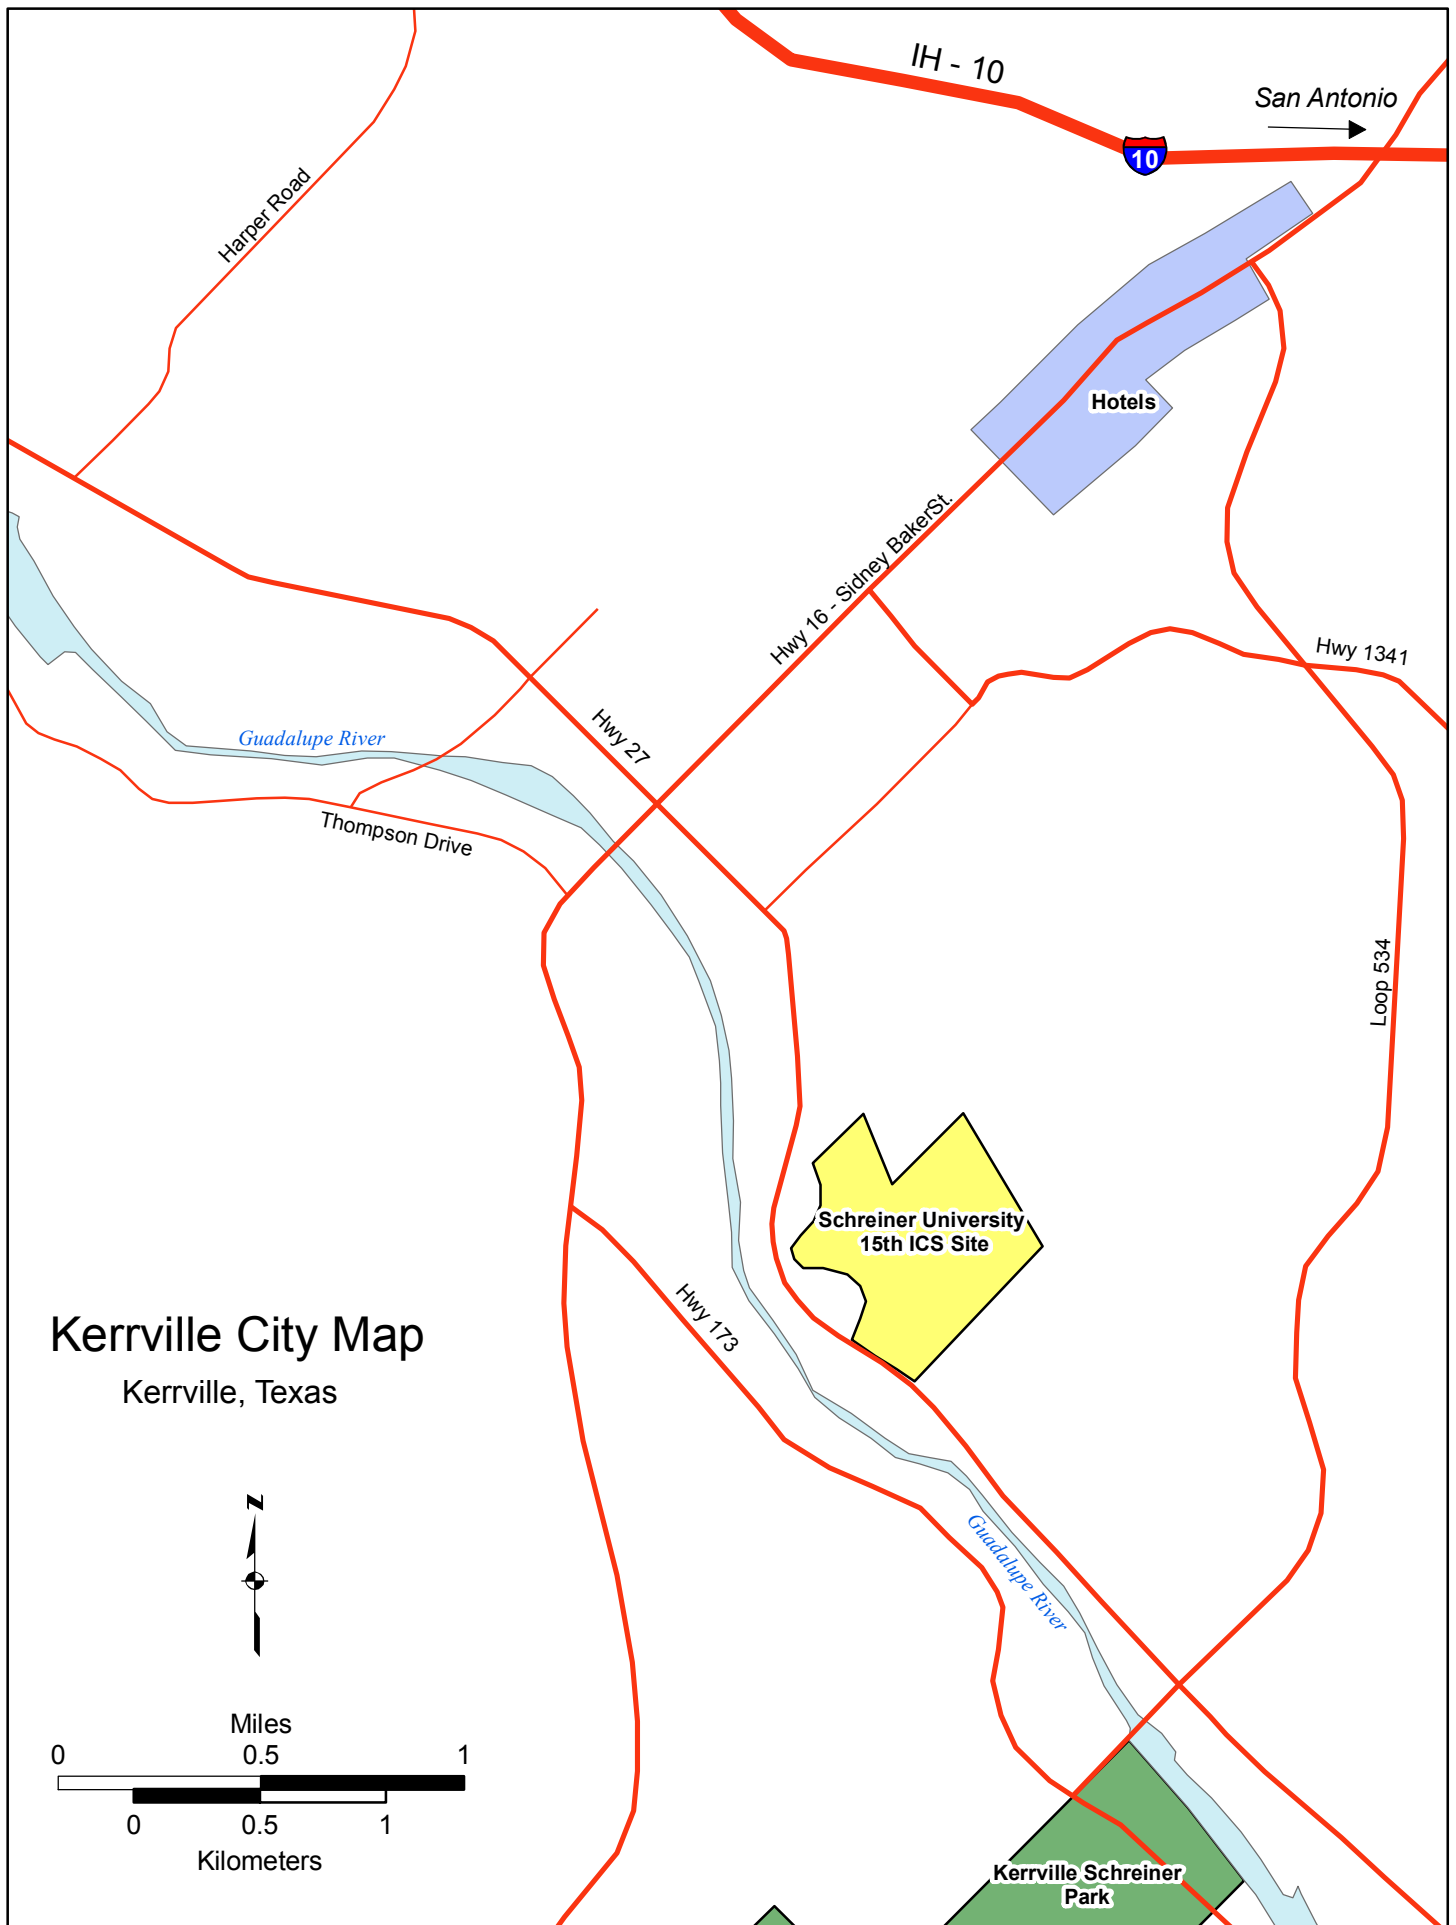 IH - 10
San Antonio
10
Harper Road
Hotels
Hwy 16 - Sidney BakerSt.
Hwy 1341
Guadalupe River
Hwy 27
Thompson Drive
Loop 534
Schreiner University
15th ICS Site
Hwy 173
Kerrville City Map
Kerrville, Texas
N
Guadalupe River
Miles
0 0.5 1
0 0.5 1
Kilometers
Kerrville Schreiner
Park